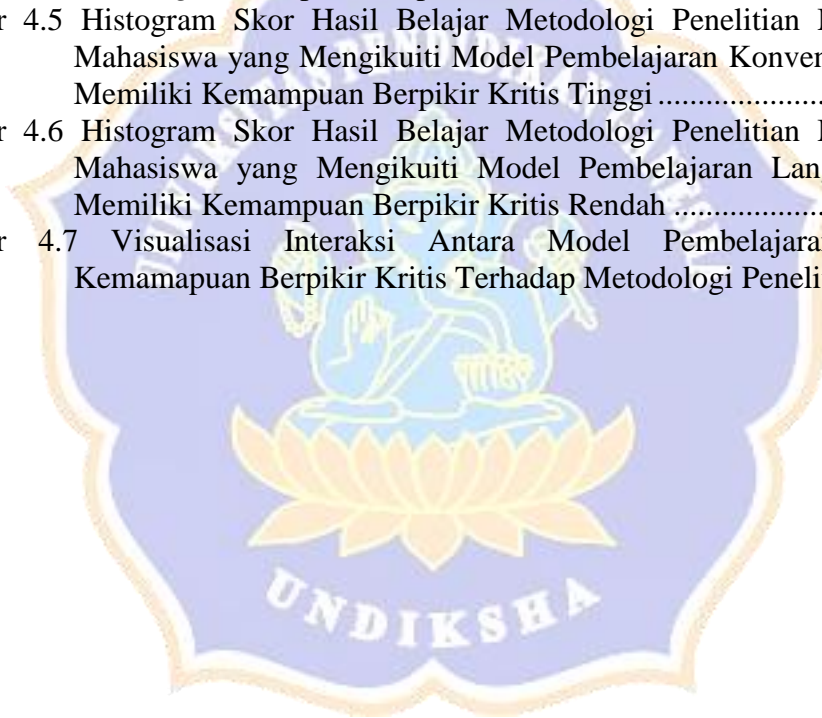 r 4.5 Histogram Skor Hasil Belajar Metodologi Penelitian
Mahasiswa yang Mengikuiti Model Pembelajaran Konven
Memiliki Kemampuan Berpikir Kritis Tinggi ....................
r 4.6 Histogram Skor Hasil Belajar Metodologi Penelitian
Mahasiswa yang Mengikuiti Model Pembelajaran Lan
Memiliki Kemampuan Berpikir Kritis Rendah ..................
r 4.7 Visualisasi Interaksi Antara Model Pembelajara
Kemamapuan Berpikir Kritis Terhadap Metodologi Peneli
UNDIKSHA